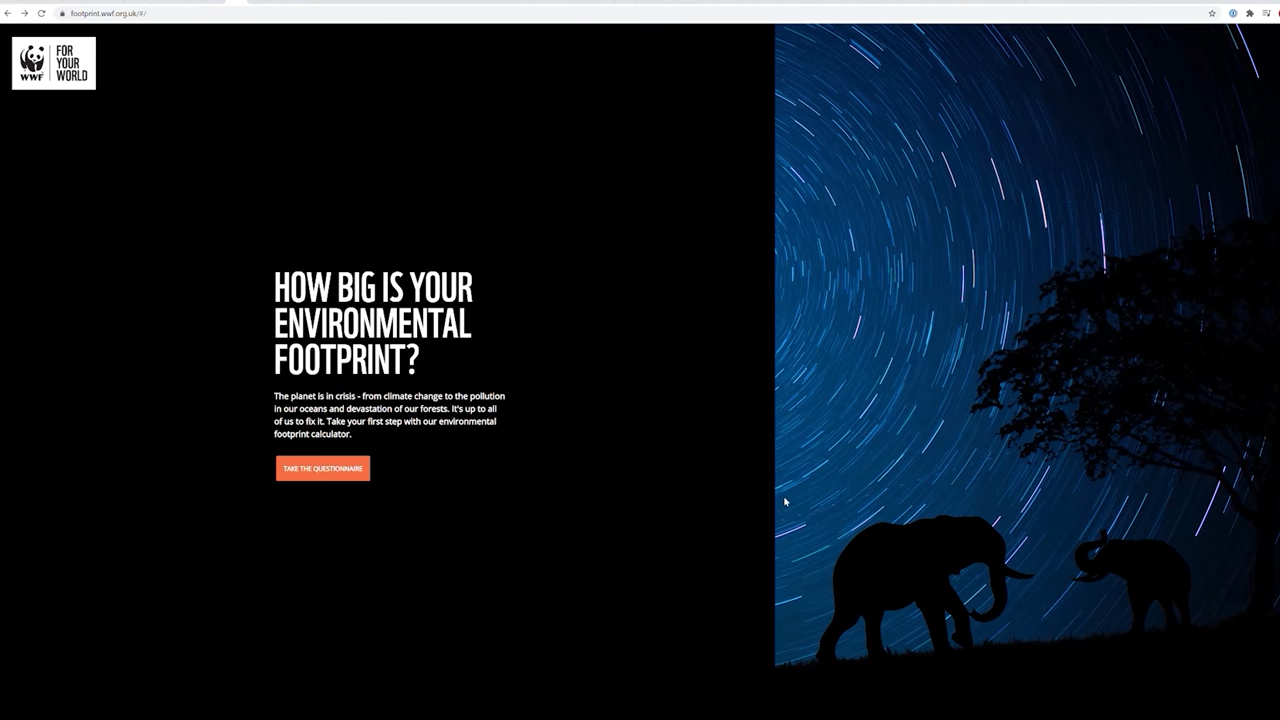 footprint.wwf.org.uk/#/
WWF
FOR
YOUR
WORLD
HOW BIG IS YOUR
ENVIRONMENTAL
FOOTPRINT?
The planet is in crisis - from climate change to the pollution
in our oceans and devastation of our forests. It's up to all
of us to fix it. Take your first step with our environmental
footprint calculator.
TAKE THE QUESTIONNAIRE